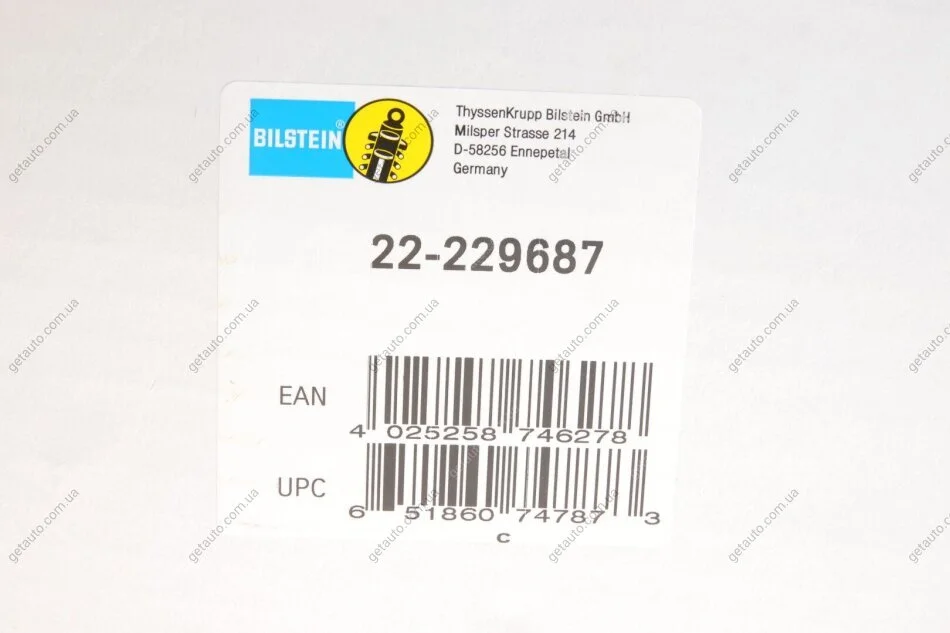 BILSTEIN®
ThyssenKrupp Bilstein GmbH
Milsper Strasse 214
D-58256 Ennepetal
Germany
22-229687
EAN
4 025258 746278
UPC
6 51860 74787 3
c
getauto.com.ua